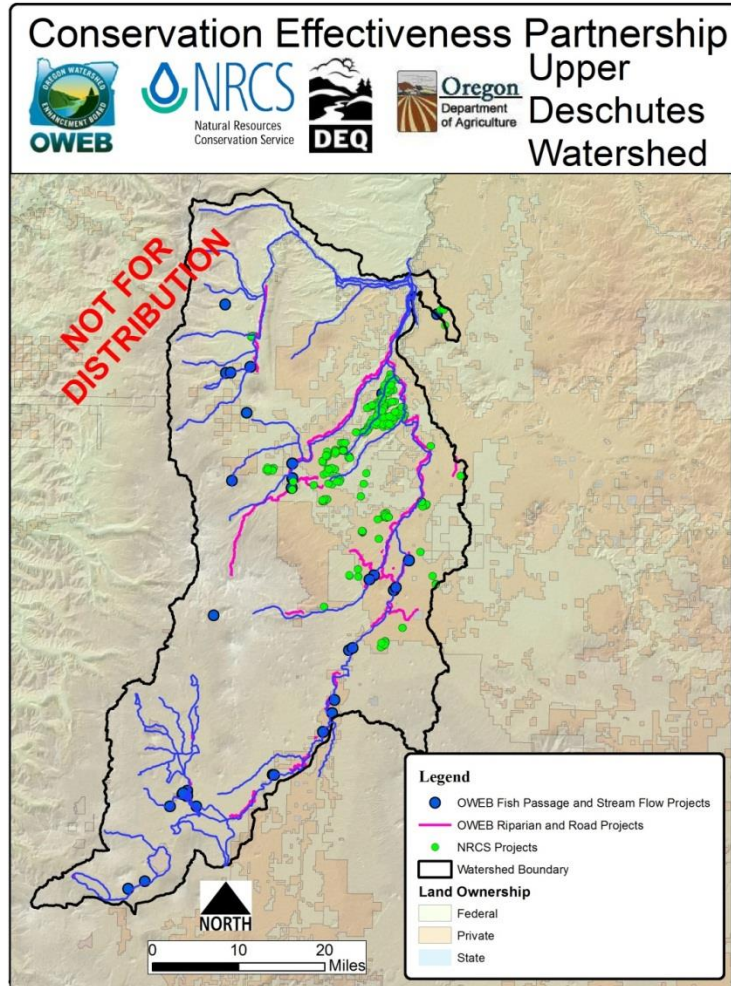 Conservation Effectiveness Partnership
Upper
Deschutes
Watershed
OREGON WATERSHED
ENHANCEMENT BOARD
OWEB
NRCS
Natural Resources
Conservation Service
DEQ
Oregon
Department
of Agriculture
NOT FOR
DISTRIBUTION
Legend
OWEB Fish Passage and Stream Flow Projects
OWEB Riparian and Road Projects
NRCS Projects
Watershed Boundary
Land Ownership
Federal
Private
State
NORTH
0 10 20
Miles